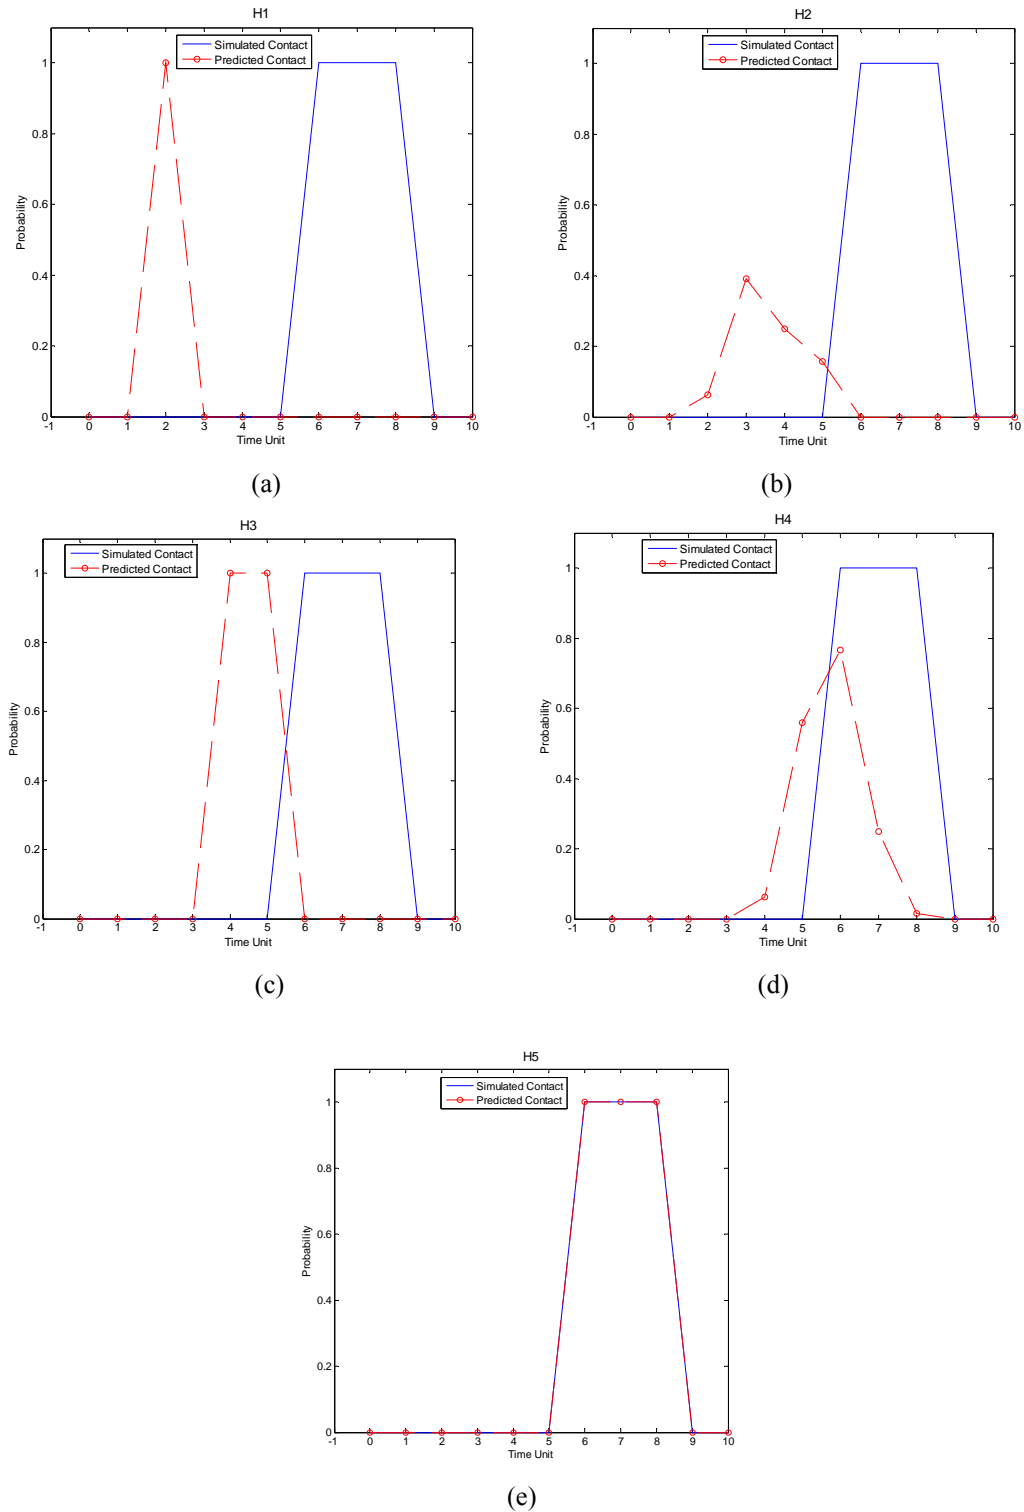 H1
Simulated Contact
Predicted Contact
1
0.8
0.6
0.4
0.2
0
Probability
-1 0 1 2 3 4 5 6 7 8 9 10
Time Unit
(a)
H2
Simulated Contact
Predicted Contact
1
0.8
0.6
0.4
0.2
0
Probability
-1 0 1 2 3 4 5 6 7 8 9 10
Time Unit
(b)
H3
Simulated Contact
Predicted Contact
1
0.8
0.6
0.4
0.2
0
Probability
-1 0 1 2 3 4 5 6 7 8 9 10
Time Unit
(c)
H4
Simulated Contact
Predicted Contact
1
0.8
0.6
0.4
0.2
0
Probability
-1 0 1 2 3 4 5 6 7 8 9 10
Time Unit
(d)
H5
Simulated Contact
Predicted Contact
1
0.8
0.6
0.4
0.2
0
Probability
-1 0 1 2 3 4 5 6 7 8 9 10
Time Unit
(e)